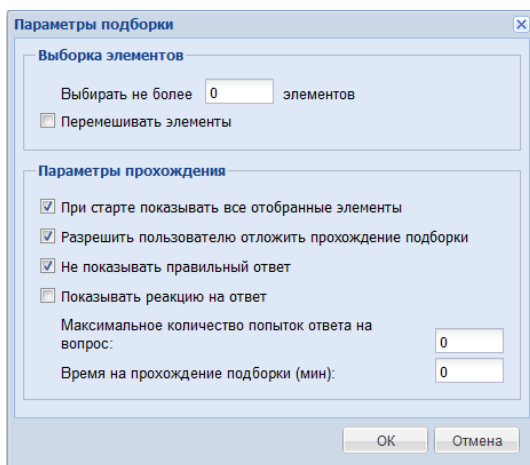 Параметры подборки
Выборка элементов
Выбирать не более 0 элементов
Перемешивать элементы
Параметры прохождения
При старте показывать все отобранные элементы
Разрешить пользователю отложить прохождение подборки
Не показывать правильный ответ
Показывать реакцию на ответ
Максимальное количество попыток ответа на
вопрос: 0
Время на прохождение подборки (мин): 0
ОК Отмена